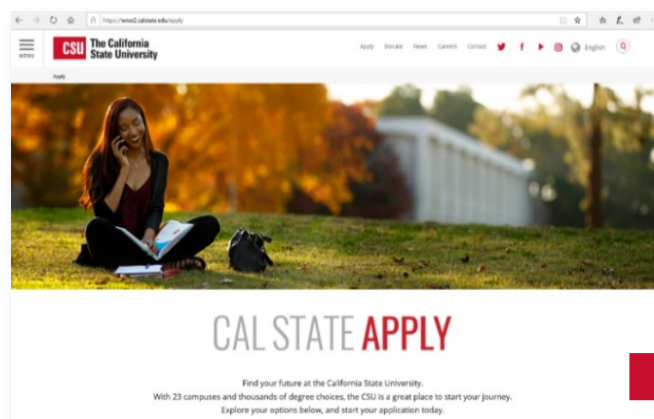 https://www2.calstate.edu/apply
MENU
CSU The California
State University
Apply Donate News Careers Contact English
Apply
CAL STATE APPLY
Find your future at the California State University.
With 23 campuses and thousands of degree choices, the CSU is a great place to start your journey.
Explore your options below, and start your application today.